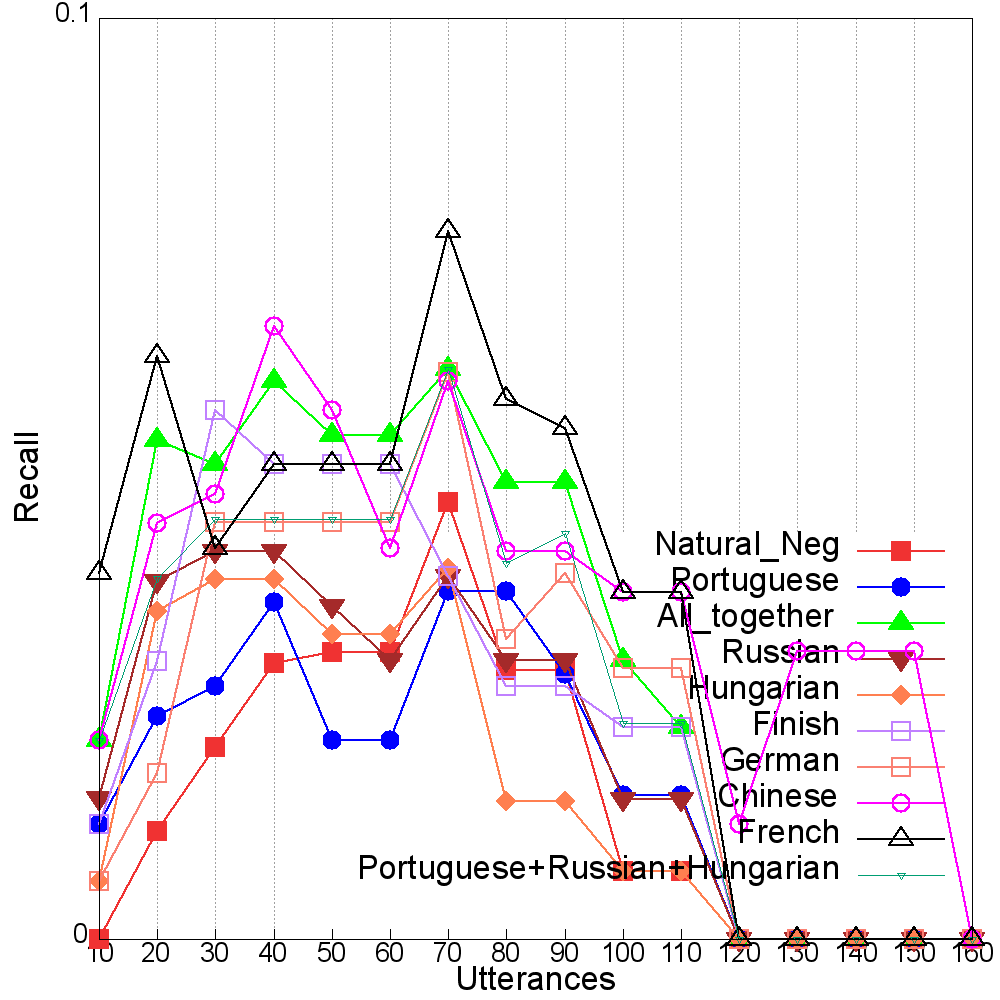 0.1
Recall
Natural_Neg
Portuguese
All_together
Russian
Hungarian
Finish
German
Chinese
French
Portuguese+Russian+Hungarian
0
10 20 30 40 50 60 70 80 90 100 110 120 130 140 150 160
Utterances